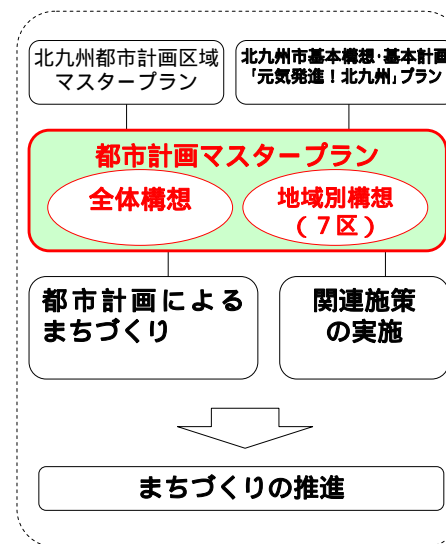 北九州都市計画区域
マスタープラン
北九州市基本構想・基本計画
「元気発進！北九州」プラン
都市計画マスタープラン
全体構想
地域別構想
（７区）
都市計画による
まちづくり
関連施策
の実施
まちづくりの推進